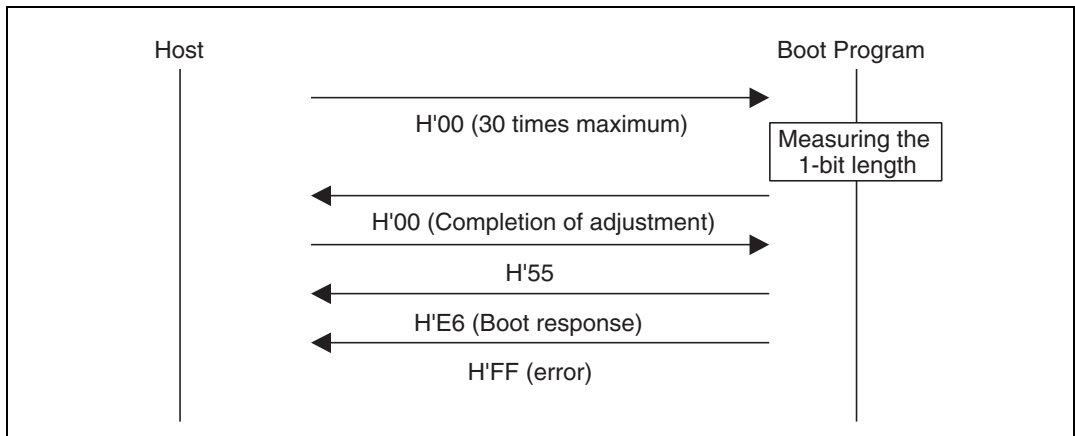 Host
Boot Program
H'00 (30 times maximum)
Measuring the
1-bit length
H'00 (Completion of adjustment)
H'55
H'E6 (Boot response)
H'FF (error)